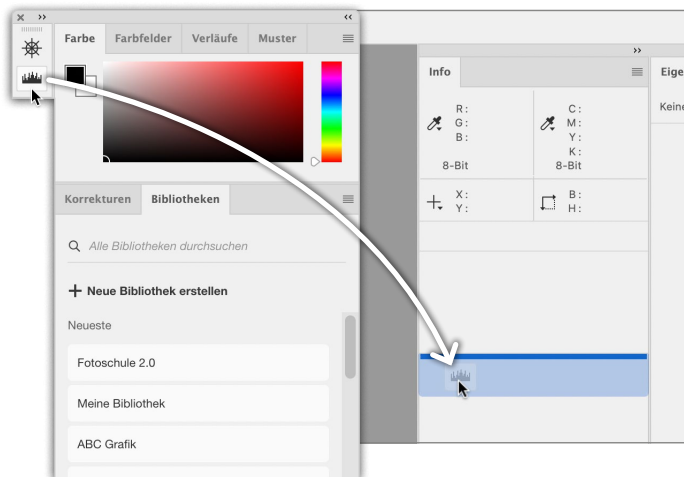 Farbe Farbfelder Verläufe Muster
Korrekturen Bibliotheken
Alle Bibliotheken durchsuchen
Neue Bibliothek erstellen
Neueste
Fotoschule 2.0
Meine Bibliothek
ABC Grafik
Info
R:
G:
B:
8-Bit
C:
M:
Y:
K:
8-Bit
X:
Y:
B:
H:
Eige
Keine